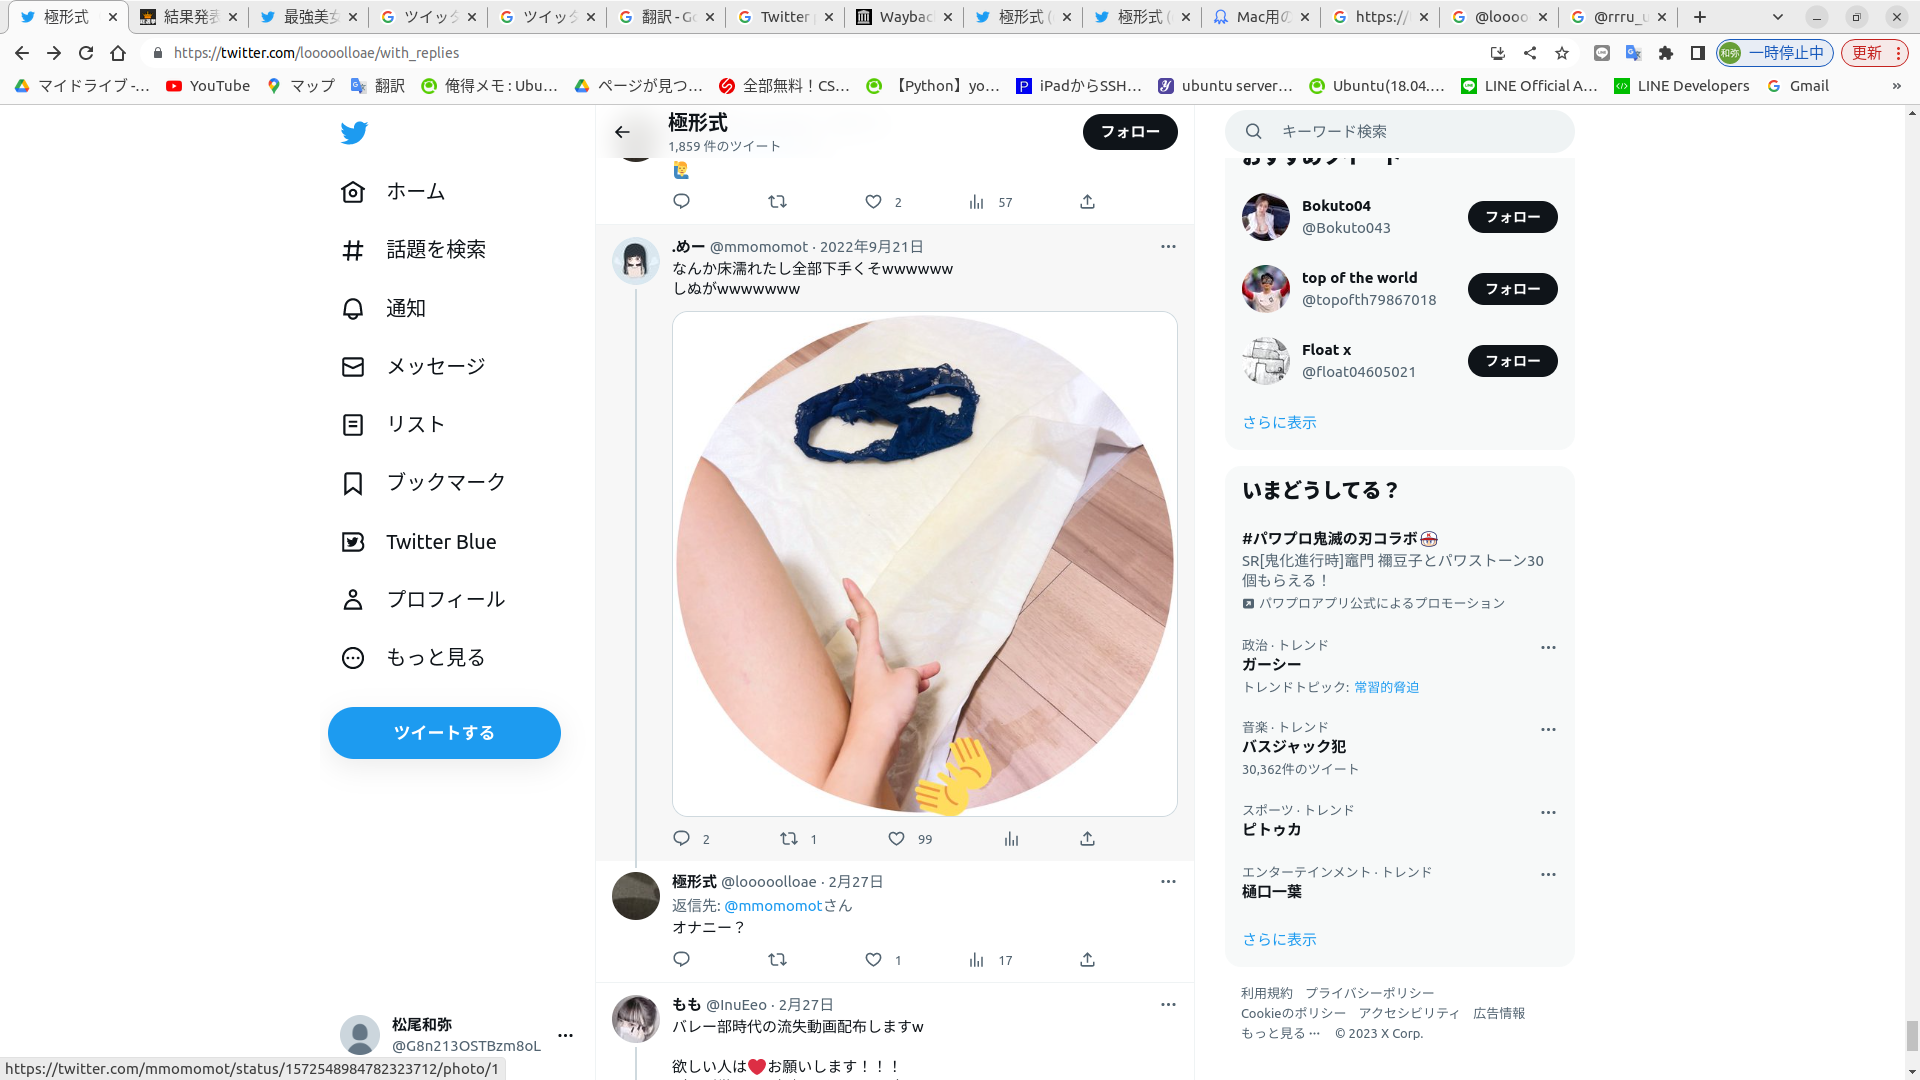 極形式
結果発表
最強美女
ツイッタ
ツイッタ
翻訳 - Go
Twitter p
Waybac
極形式 (
極形式 (
Mac用の
https://
@loooo
@rrru_u
https://twitter.com/looooolloae/with_replies
和弥
一時停止中
更新
マイドライブ -...
YouTube
マップ
翻訳
俺得メモ : Ubu...
ページが見つ...
全部無料！CS...
【Python】yo...
iPadからSSH...
ubuntu server...
Ubuntu(18.04....
LINE Official A...
LINE Developers
Gmail
»
ホーム
話題を検索
通知
メッセージ
リスト
ブックマーク
Twitter Blue
プロフィール
もっと見る
ツイートする
松尾和弥
@G8n213OSTBzm8oL
https://twitter.com/mmomomot/status/1572548984782323712/photo/1
極形式
1,859 件のツイート
フォロー
2
57
.めー @mmomomot · 2022年9月21日
なんか床濡れたし全部下手くそwwwwww
しぬがwwwwwww
2
1
99
極形式 @looooolloae · 2月27日
返信先: @mmomomotさん
オナニー？
1
17
もも @InuEeo · 2月27日
バレー部時代の流失動画配布しますw
欲しい人は❤お願いします！！！
キーワード検索
おすすめツイート
Bokuto04
@Bokuto043
フォロー
top of the world
@topofth79867018
フォロー
Float x
@float04605021
フォロー
さらに表示
いまどうしてる？
#パワプロ鬼滅の刃コラボ
SR[鬼化進行時]竈門 禰豆子とパワストーン30
個もらえる！
パワプロアプリ公式によるプロモーション
政治 · トレンド
ガーシー
トレンドトピック: 常習的脅迫
音楽 · トレンド
バスジャック犯
30,362件のツイート
スポーツ · トレンド
ピトゥカ
エンターテインメント · トレンド
樋口一葉
さらに表示
利用規約 プライバシーポリシー
Cookieのポリシー アクセシビリティ 広告情報
もっと見る ··· © 2023 X Corp.